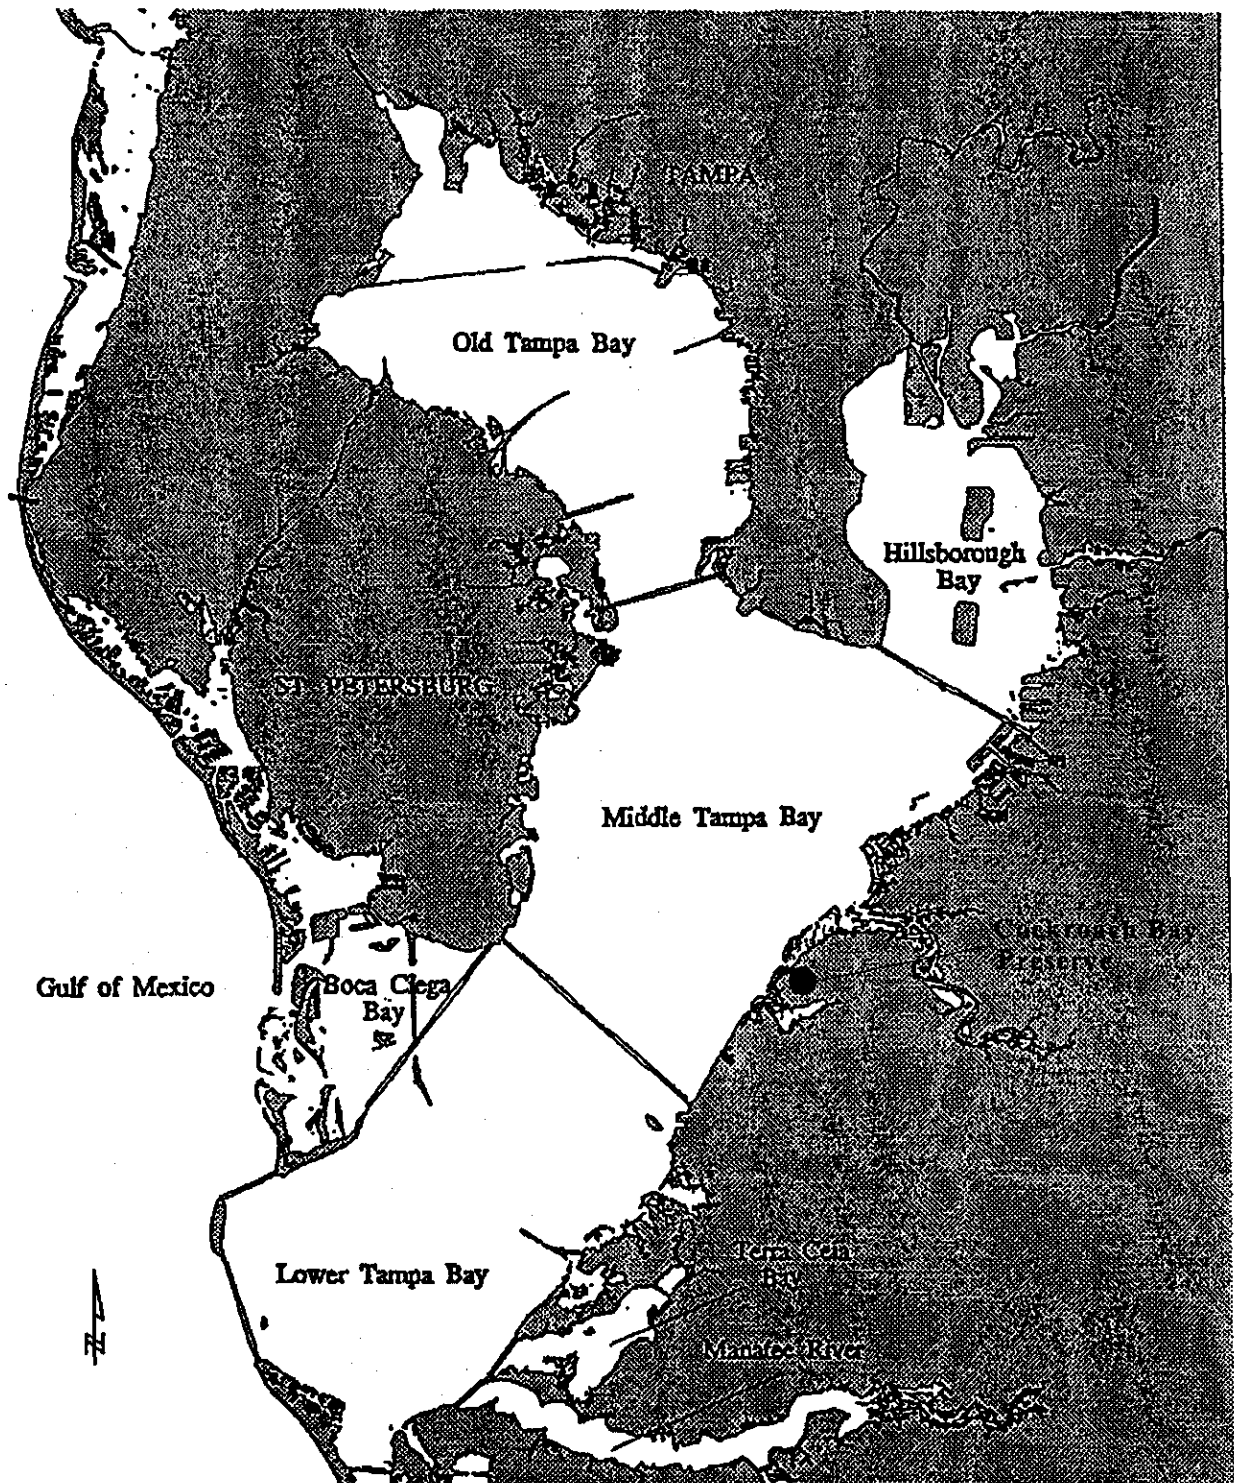 TAMPA
Old Tampa Bay
Hillsborough
Bay
ST. PETERSBURG
Middle Tampa Bay
Cockroach Bay
Preserve
Gulf of Mexico
Boca Ciega
Bay
Terra Ceia
Bay
Lower Tampa Bay
Manatee River
N